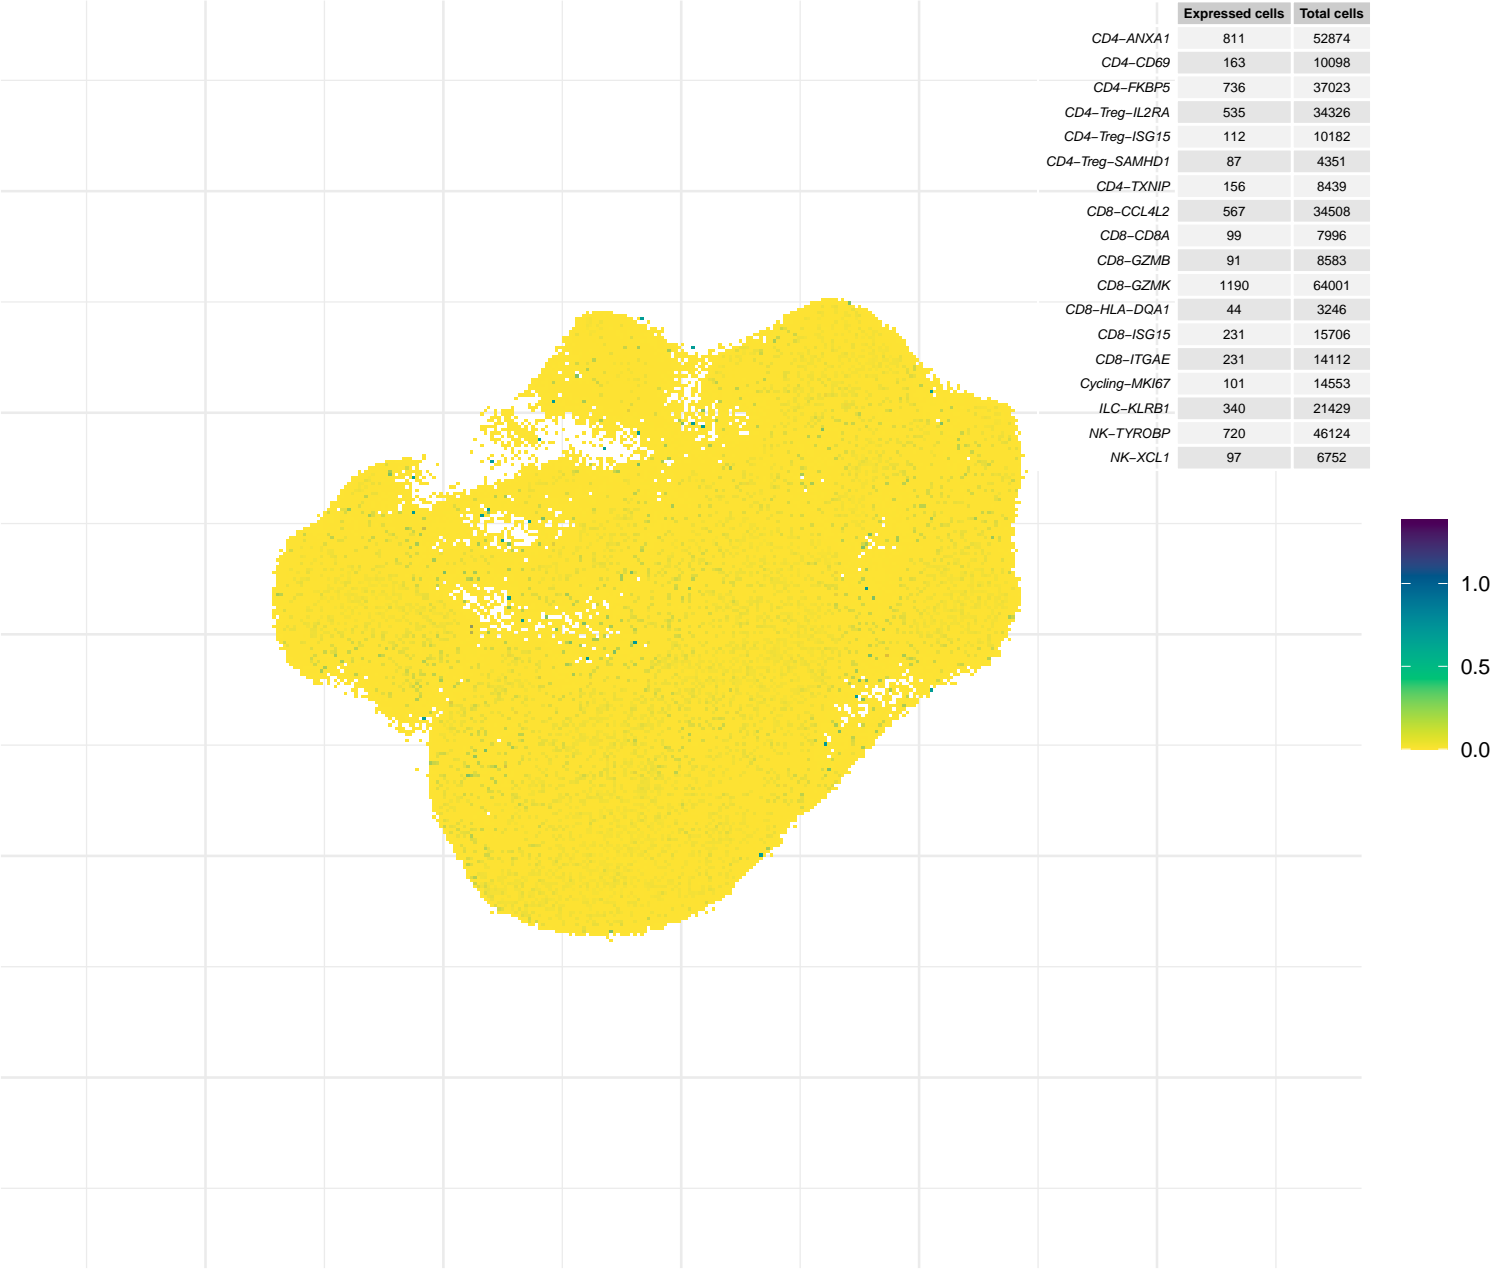 Expressed cells Total cells
CD4−ANXA1 811 52874
CD4−CD69 163 10098
CD4−FKBP5 736 37023
CD4−Treg−IL2RA 535 34326
CD4−Treg−ISG15 112 10182
CD4−Treg−SAMHD1 87 4351
CD4−TXNIP 156 8439
CD8−CCL4L2 567 34508
CD8−CD8A 99 7996
CD8−GZMB 91 8583
CD8−GZMK 1190 64001
CD8−HLA−DQA1 44 3246
CD8−ISG15 231 15706
CD8−ITGAE 231 14112
Cycling−MKI67 101 14553
ILC−KLRB1 340 21429
NK−TYROBP 720 46124
NK−XCL1 97 6752
1.0
0.5
0.0